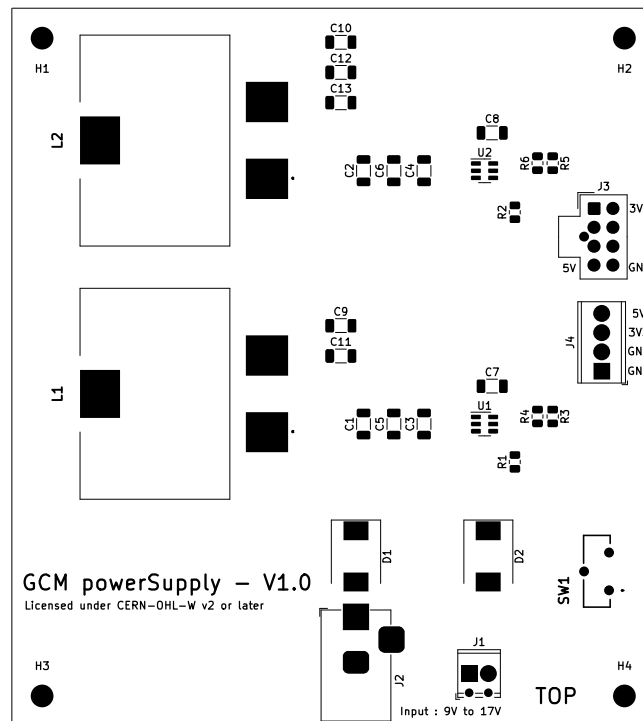 C10
H1
C12
H2
C13
L2
C8
U2
C2
C6
C4
R6
R5
J3
R2
3V
5V
GN
C9
5V
C11
3V
J4
GN
C7
GN
L1
U1
C1
C5
C3
R4
R3
R1
D1
D2
GCM powerSupply - V1.0
Licensed under CERN-OHL-W v2 or later
SW1
J1
H3
J2
TOP
H4
Input : 9V to 17V